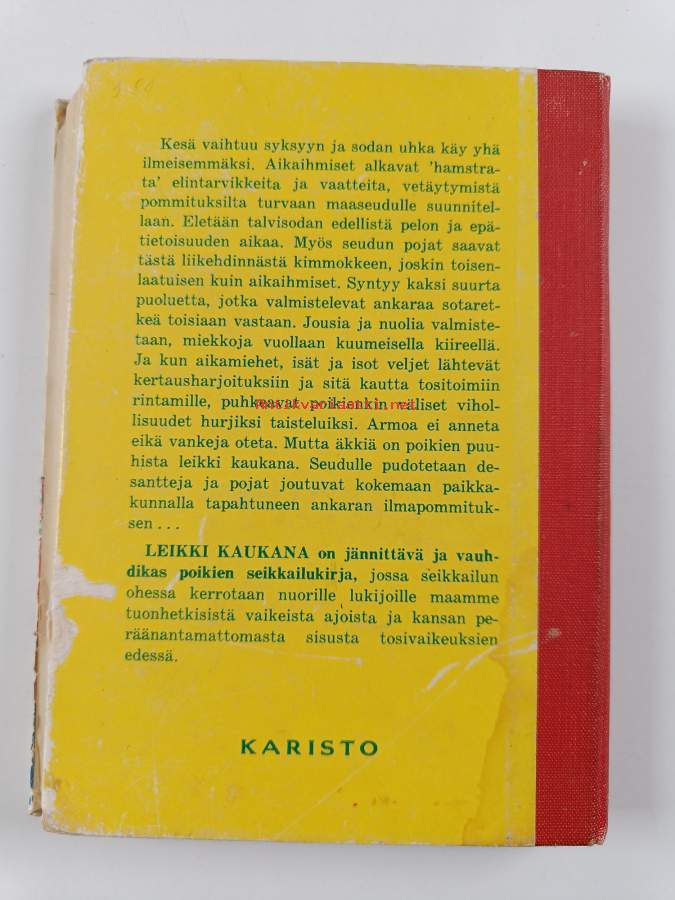 Kesä vaihtuu syksyyn ja sodan uhka käy yhä
ilmeisemmäksi. Aikaihmiset alkavat 'hamstra-
ta' elintarvikkeita ja vaatteita, vetäytymistä
pommituksilta turvaan maaseudulle suunnitel-
laan. Eletään talvisodan edellistä pelon ja epä-
tietoisuuden aikaa. Myös seudun pojat saavat
tästä liikehdinnästä kimmokkeen, joskin toisen-
laatuisen kuin aikaihmiset. Syntyy kaksi suurta
puoluetta, jotka valmistelevat ankaraa sotaret-
keä toisiaan vastaan. Jousia ja nuolia valmiste-
taan, miekkoja vuollaan kuumeisella kiireellä.
Ja kun aikamiehet, isät ja isot veljet lähtevät
kertausharjoituksiin ja sitä kautta tositoimiin
rintamille, puhkeavat poikienkin väliset vihol-
lisuudet hurjiksi taisteluiksi. Armoa ei anneta
eikä vankeja oteta. Mutta äkkiä on poikien puu-
hista leikki kaukana. Seudulle pudotetaan de-
santteja ja pojat joutuvat kokemaan paikka-
kunnalla tapahtuneen ankaran ilmapommituk-
sen . . .
LEIKKI KAUKANA on jännittävä ja vauh-
dikas poikien seikkailukirja, jossa seikkailun
ohessa kerrotaan nuorille lukijoille maamme
tuonhetkisistä vaikeista ajoista ja kansan pe-
räänantamattomasta sisusta tosivaikeuksien
edessä.
KARISTO